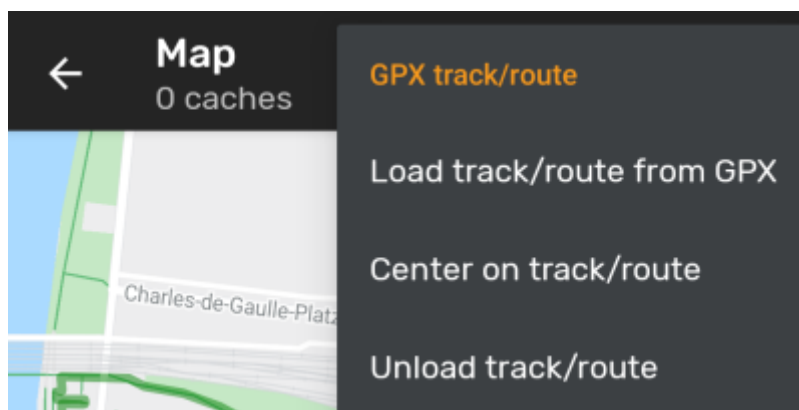 Map
0 caches
GPX track/route
Load track/route from GPX
Center on track/route
Unload track/route
Charles-de-Gaulle-Platz